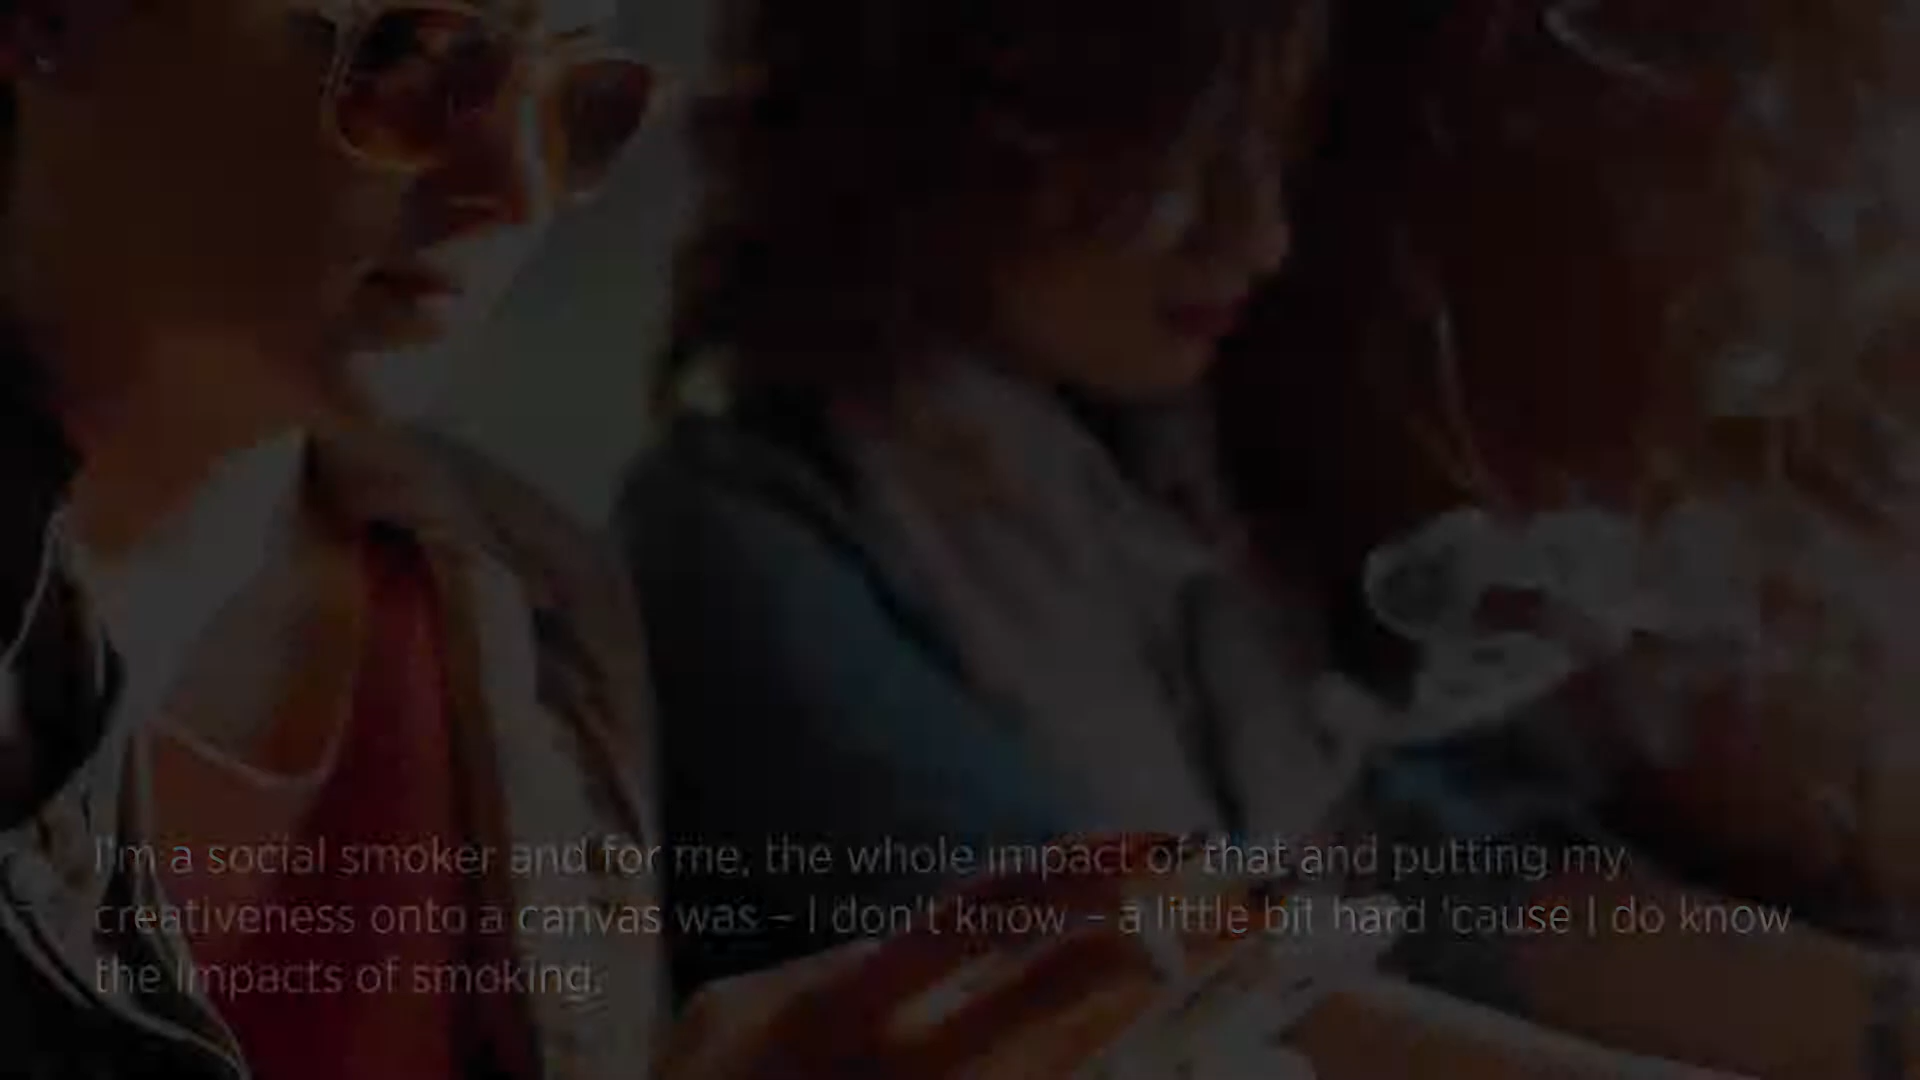 I'm a social smoker and for me, the whole impact of that and putting my
creativeness onto a canvas was – I don't know – a little bit hard 'cause I do know
the impacts of smoking.